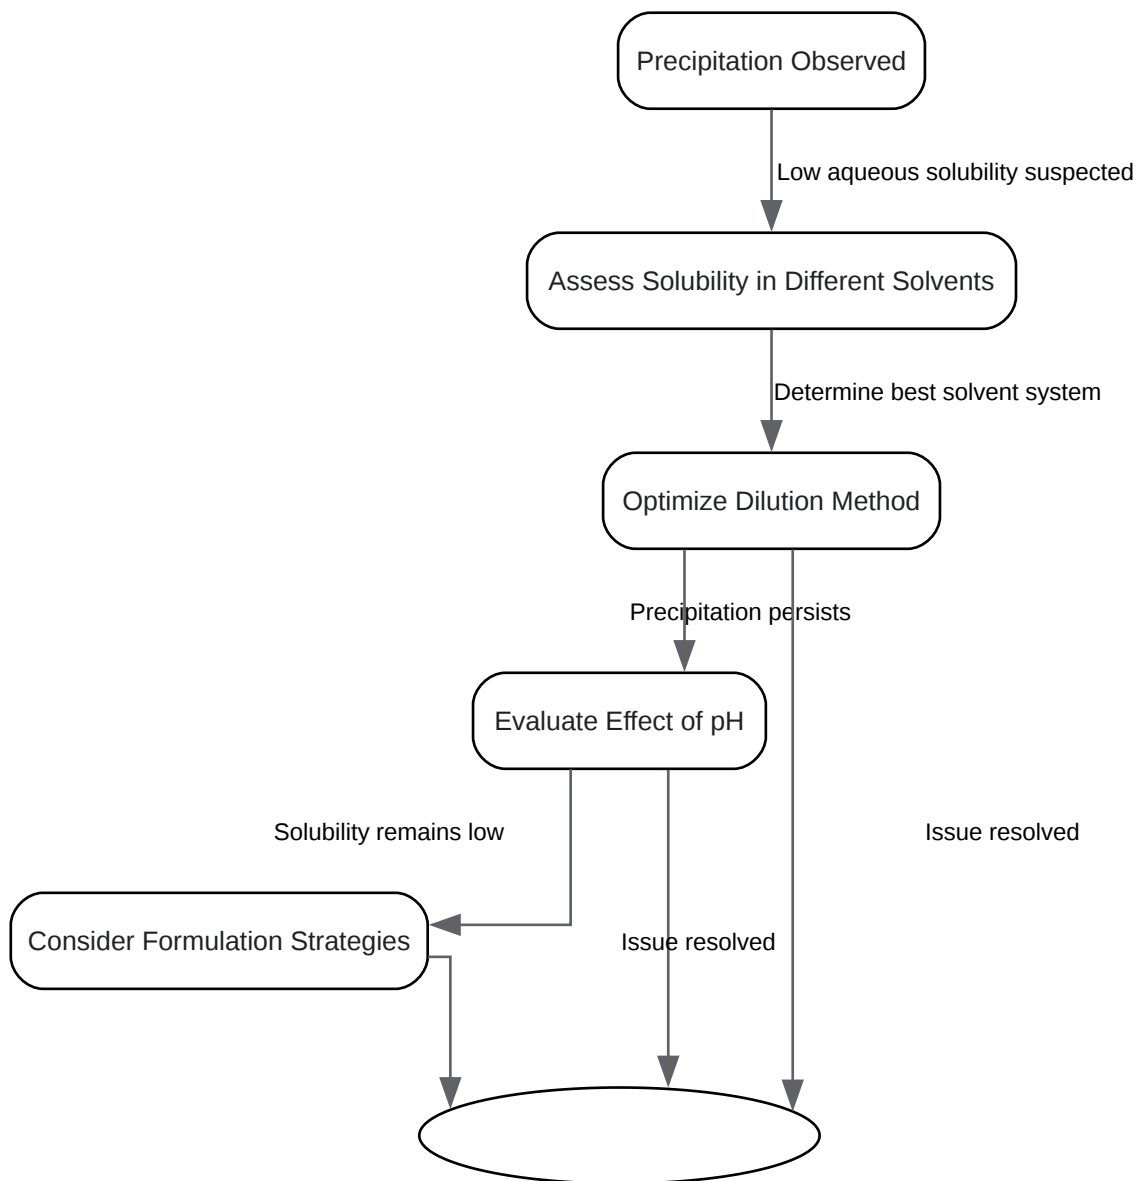 Precipitation Observed
Low aqueous solubility suspected
Assess Solubility in Different Solvents
Determine best solvent system
Optimize Dilution Method
Precipitation persists
Evaluate Effect of pH
Solubility remains low
Issue resolved
Consider Formulation Strategies
Issue resolved